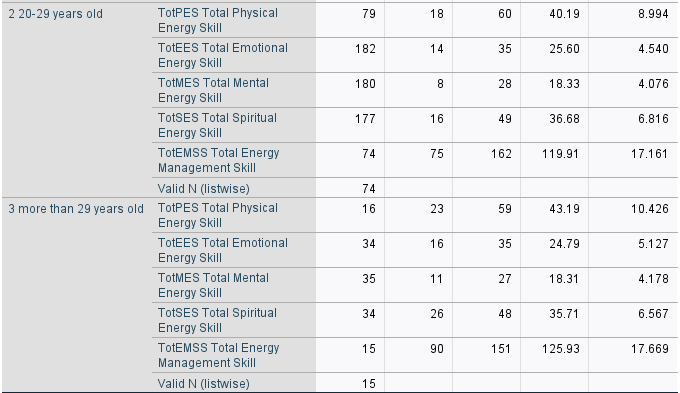 2 20-29 years old TotPES Total Physical Energy Skill 79 18 60 40.19 8.994
TotEES Total Emotional Energy Skill 182 14 35 25.60 4.540
TotMES Total Mental Energy Skill 180 8 28 18.33 4.076
TotSES Total Spiritual Energy Skill 177 16 49 36.68 6.816
TotEMSS Total Energy Management Skill 74 75 162 119.91 17.161
Valid N (listwise) 74
3 more than 29 years old TotPES Total Physical Energy Skill 16 23 59 43.19 10.426
TotEES Total Emotional Energy Skill 34 16 35 24.79 5.127
TotMES Total Mental Energy Skill 35 11 27 18.31 4.178
TotSES Total Spiritual Energy Skill 34 26 48 35.71 6.567
TotEMSS Total Energy Management Skill 15 90 151 125.93 17.669
Valid N (listwise) 15